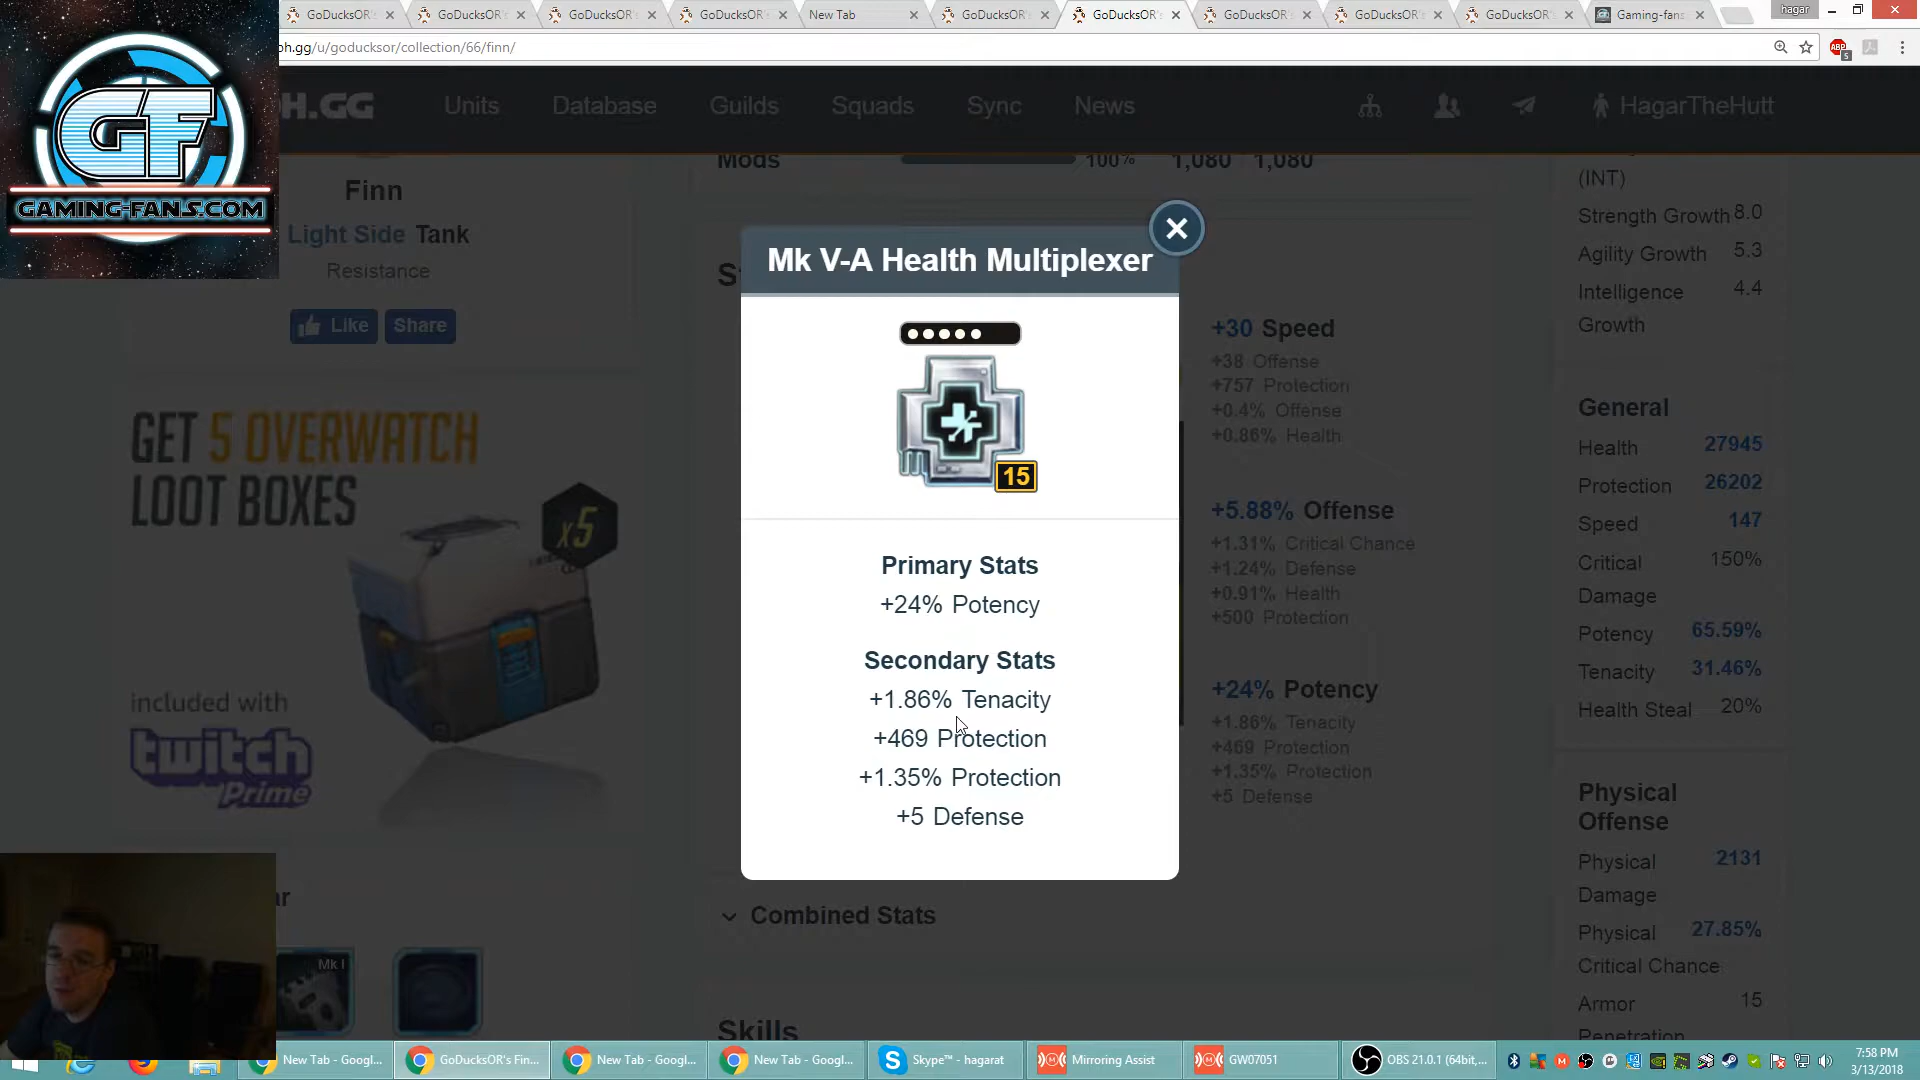 GoDucksOR'
GoDucksOR'
GoDucksOR'
GoDucksOR'
New Tab
GoDucksOR'
GoDucksOR'
GoDucksOR'
GoDucksOR'
GoDucksOR'
Gaming-fans
hagar
oh.gg/u/goducksor/collection/66/finn/
ABP
5
GF
GAMING-FANS.COM
H.GG
Units
Database
Guilds
Squads
Sync
News
HagarTheHutt
Mods
100%
1,080
1,080
Finn
Light Side Tank
Resistance
Like
Share
GET 5 OVERWATCH
LOOT BOXES
x5
included with
twitch
Prime
Mk I
Mk V-A Health Multiplexer
15
Primary Stats
+24% Potency
Secondary Stats
+1.86% Tenacity
+469 Protection
+1.35% Protection
+5 Defense
+30 Speed
+38 Offense
+757 Protection
+0.4% Offense
+0.86% Health
+5.88% Offense
+1.31% Critical Chance
+1.24% Defense
+0.91% Health
+500 Protection
+24% Potency
+1.86% Tenacity
+469 Protection
+1.35% Protection
+5 Defense
Combined Stats
Skills
(INT)
Strength Growth 8.0
Agility Growth 5.3
Intelligence 4.4
Growth
General
Health 27945
Protection 26202
Speed 147
Critical 150%
Damage
Potency 65.59%
Tenacity 31.46%
Health Steal 20%
Physical
Offense
Physical 2131
Damage
Physical 27.85%
Critical Chance
Armor 15
Penetration
New Tab - Googl...
GoDucksOR's Fin...
New Tab - Googl...
New Tab - Googl...
Skype™ - hagarat
Mirroring Assist
GW07051
OBS 21.0.1 (64bit,...
7:58 PM
3/13/2018